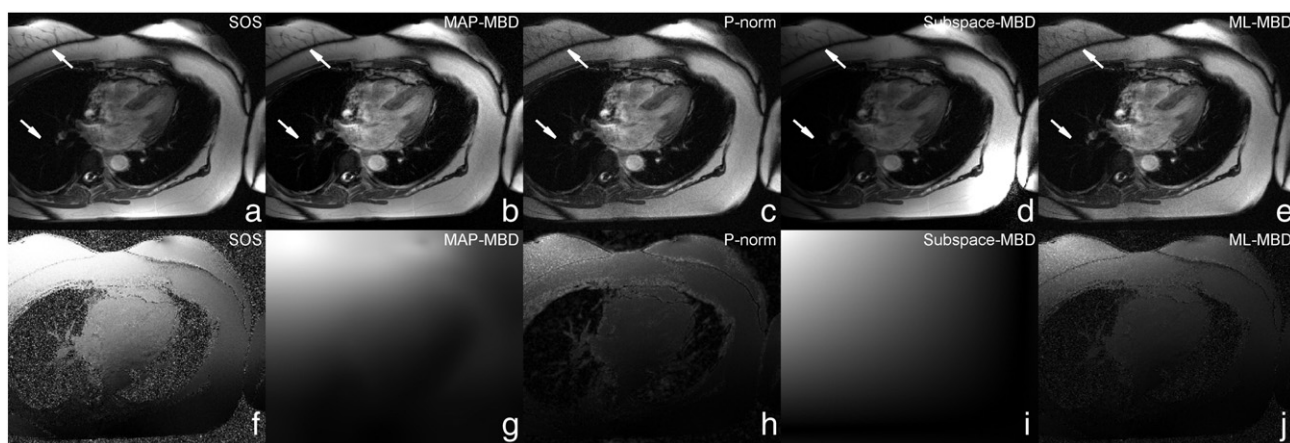 SOS
MAP-MBD
P-norm
Subspace-MBD
ML-MBD
a
b
c
d
e
SOS
MAP-MBD
P-norm
Subspace-MBD
ML-MBD
f
g
h
i
j